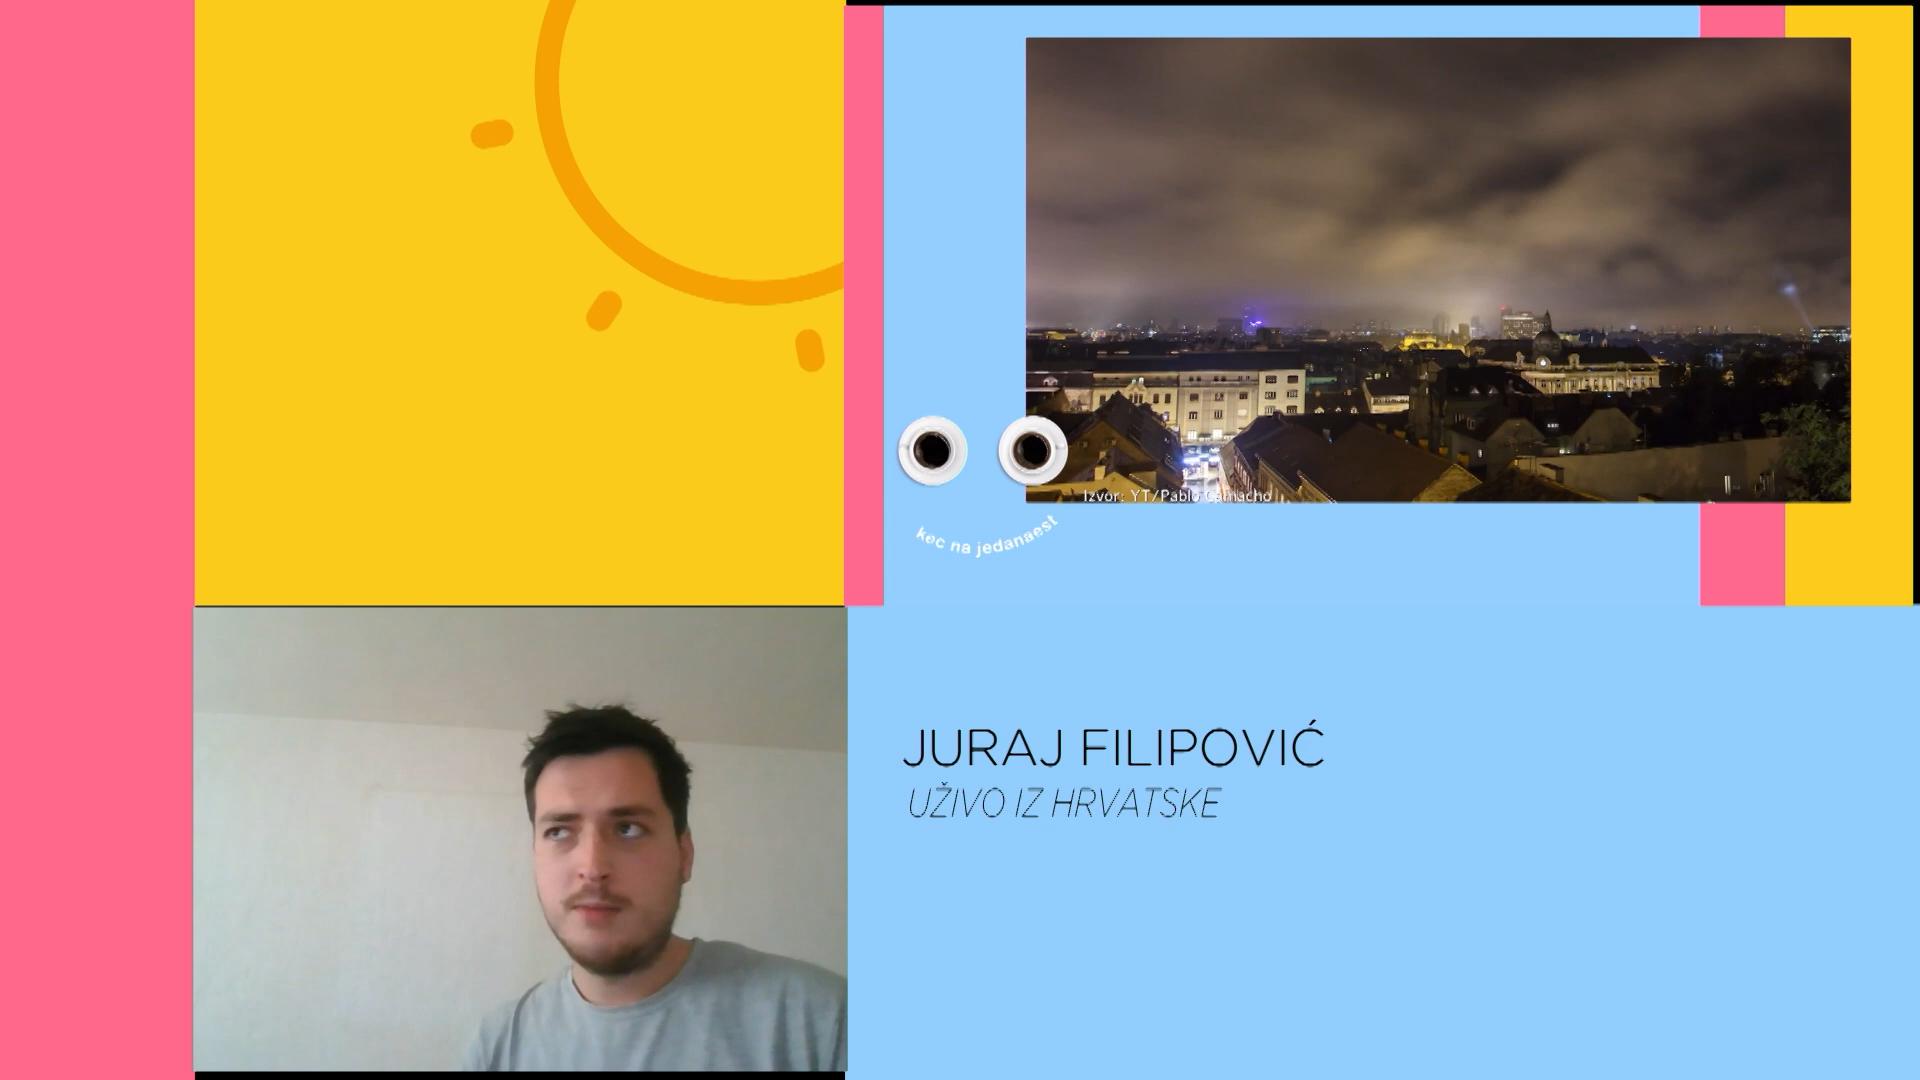 Izvor: YT/Pablo Camacho
kec na jedanaest
JURAJ FILIPOVIĆ
UŽIVO IZ HRVATSKE